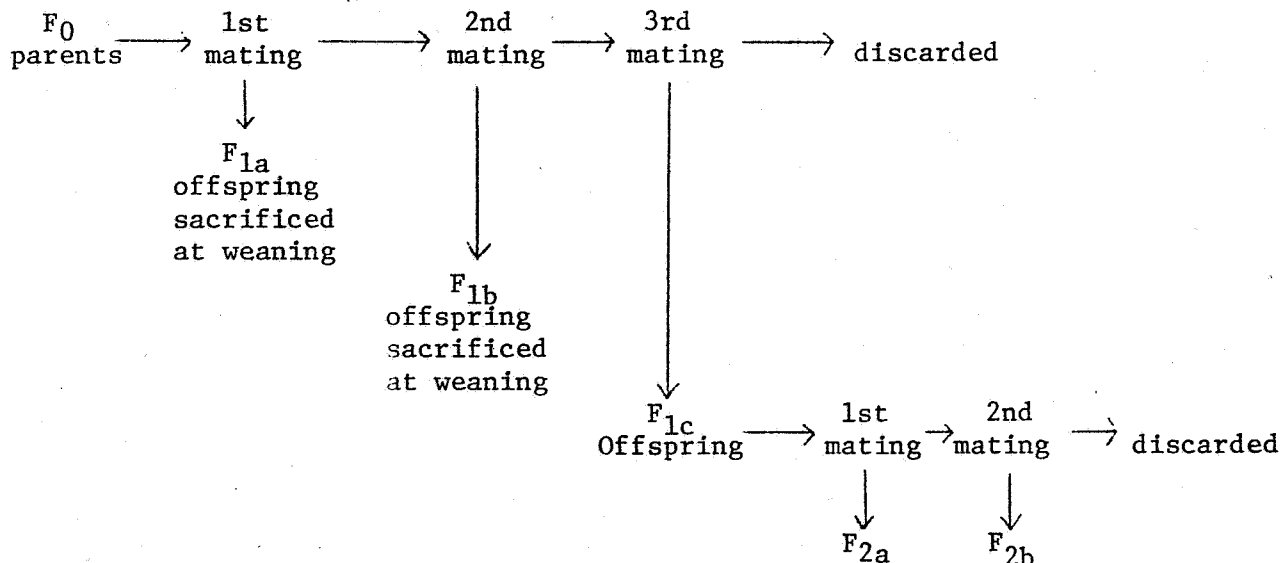 F0 parents
1st mating
2nd mating
3rd mating
discarded
F1a
offspring
sacrificed
at weaning
F1b
offspring
sacrificed
at weaning
F1c
Offspring
1st mating
2nd mating
discarded
F2a
F2b